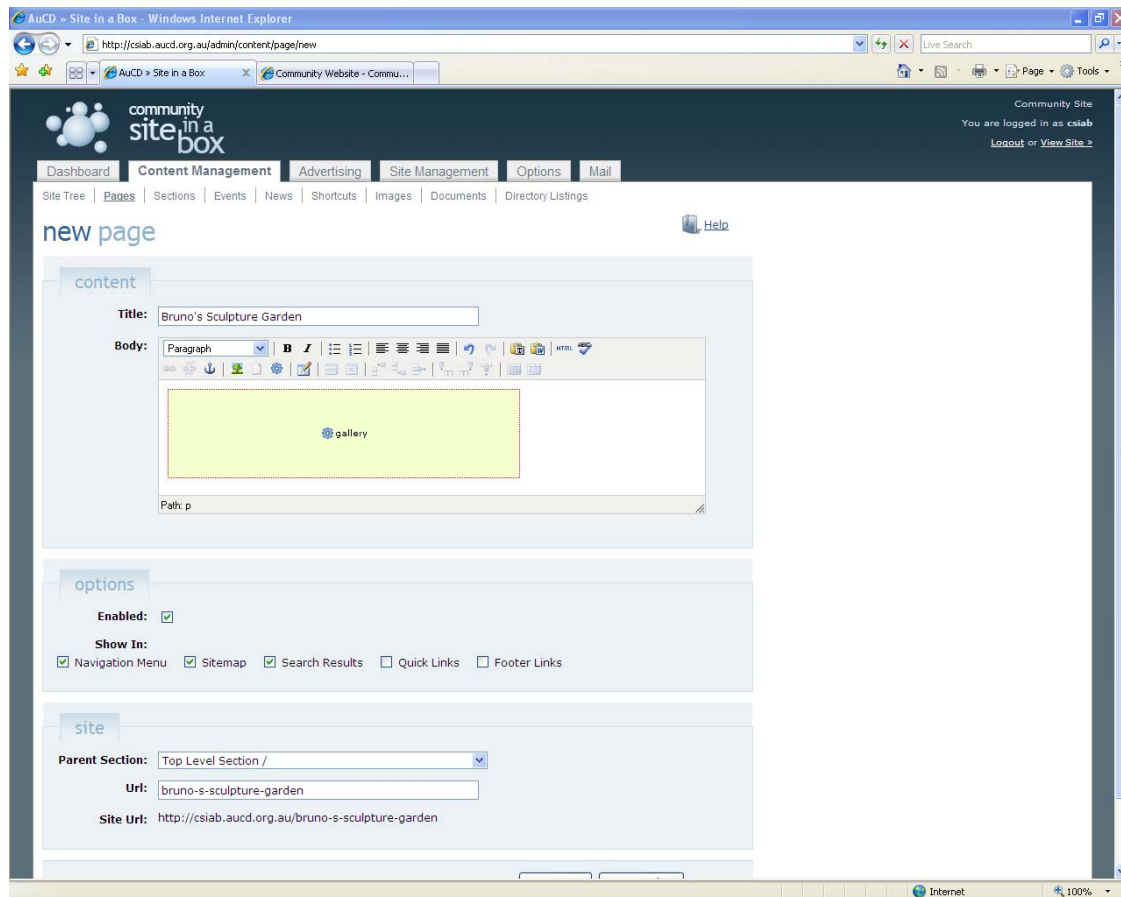 AuCD » Site in a Box - Windows Internet Explorer
http://csiab.aucd.org.au/admin/content/page/new
Live Search
AuCD » Site in a Box
Community Website - Commu...
Page
Tools
community
site in a
box
Community Site
You are logged in as csiab
Logout or View Site »
Dashboard Content Management Advertising Site Management Options Mail
Site Tree | Pages | Sections | Events | News | Shortcuts | Images | Documents | Directory Listings
new page
Help
content
Title: Bruno's Sculpture Garden
Body: Paragraph B I HTML ABC
gallery
Path: p
options
Enabled:
Show In:
Navigation Menu Sitemap Search Results Quick Links Footer Links
site
Parent Section: Top Level Section /
Url: bruno-s-sculpture-garden
Site Url: http://csiab.aucd.org.au/bruno-s-sculpture-garden
Internet 100%